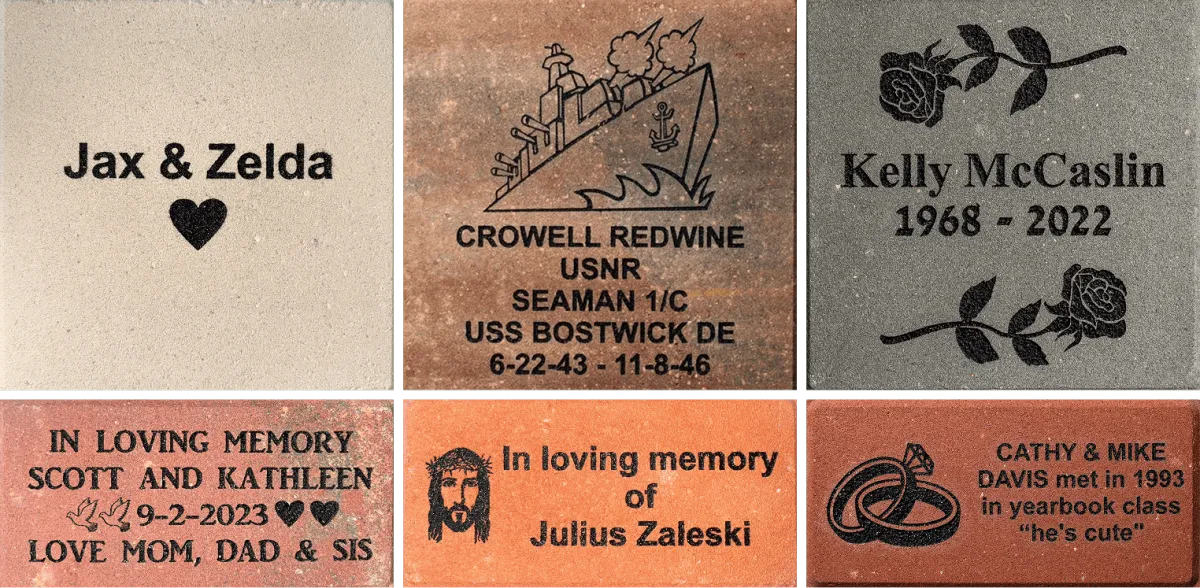 Jax & Zelda
CROWELL REDWINE
USNR
SEAMAN 1/C
USS BOSTWICK DE
6-22-43 - 11-8-46
Kelly McCaslin
1968 - 2022
IN LOVING MEMORY
SCOTT AND KATHLEEN
9-2-2023
LOVE MOM, DAD & SIS
In loving memory
of
Julius Zaleski
CATHY & MIKE
DAVIS met in 1993
in yearbook class
“he's cute"